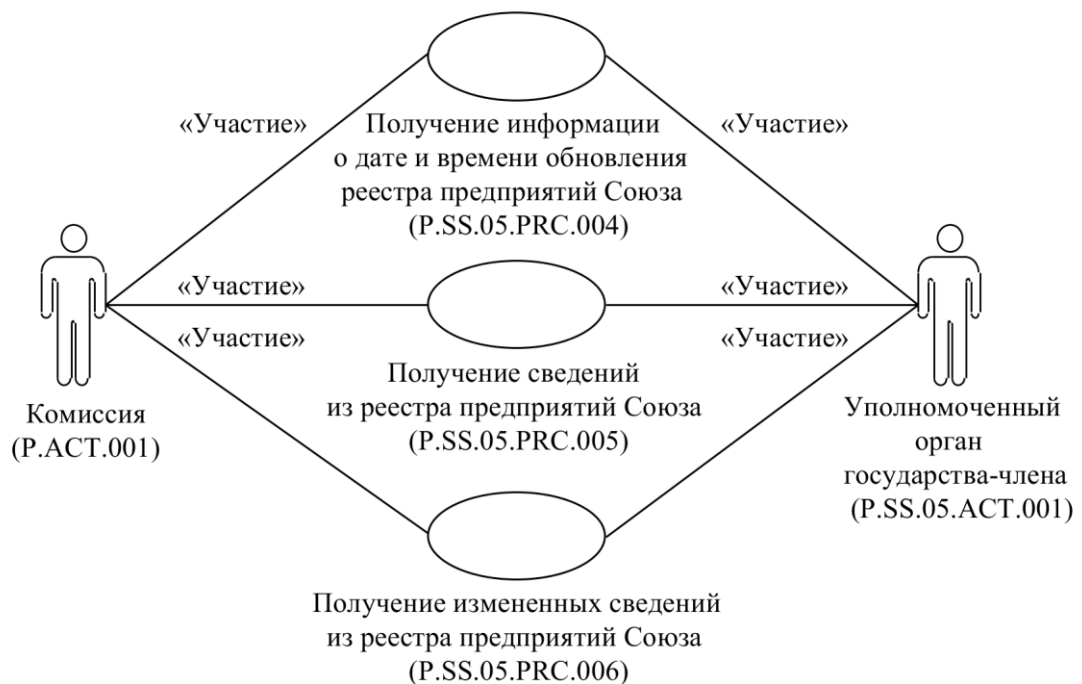 «Участие»
«Участие»
Получение информации
о дате и времени обновления
реестра предприятий Союза
(P.SS.05.PRC.004)
«Участие»
«Участие»
«Участие»
«Участие»
Получение сведений
из реестра предприятий Союза
(P.SS.05.PRC.005)
Комиссия
(P.ACT.001)
Уполномоченный
орган
государства-члена
(P.SS.05.ACT.001)
Получение измененных сведений
из реестра предприятий Союза
(P.SS.05.PRC.006)